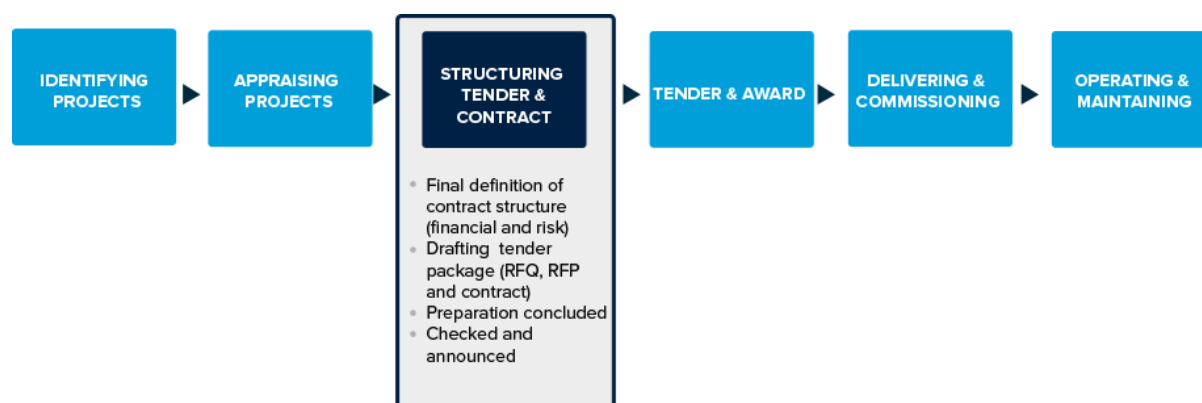 IDENTIFYING
PROJECTS
APPRAISING
PROJECTS
STRUCTURING
TENDER &
CONTRACT
TENDER & AWARD
DELIVERING &
COMMISSIONING
OPERATING &
MAINTAINING
Final definition of
contract structure
(financial and risk)
Drafting tender
package (RFQ, RFP
and contract)
Preparation concluded
Checked and
announced